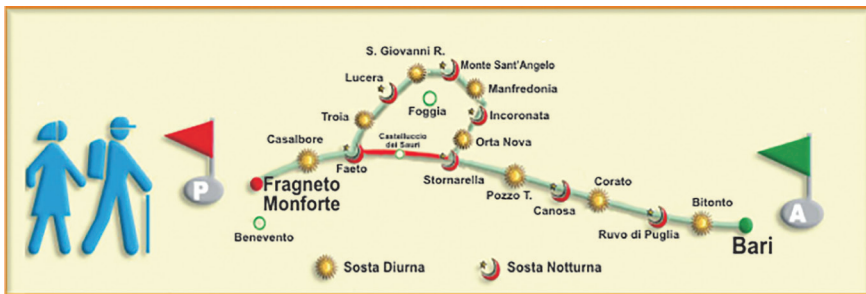 S. Giovanni R.
Monte Sant'Angelo
Lucera
Manfredonia
Foggia
Troia
Incoronata
Casalbore
Castelluccio
dei Sauri
Orta Nova
P
Faeto
Stornarella
Fragneto
Monforte
Pozzo T.
Corato
Canosa
Bitonto
A
Benevento
Ruvo di Puglia
Bari
Sosta Diurna
Sosta Notturna